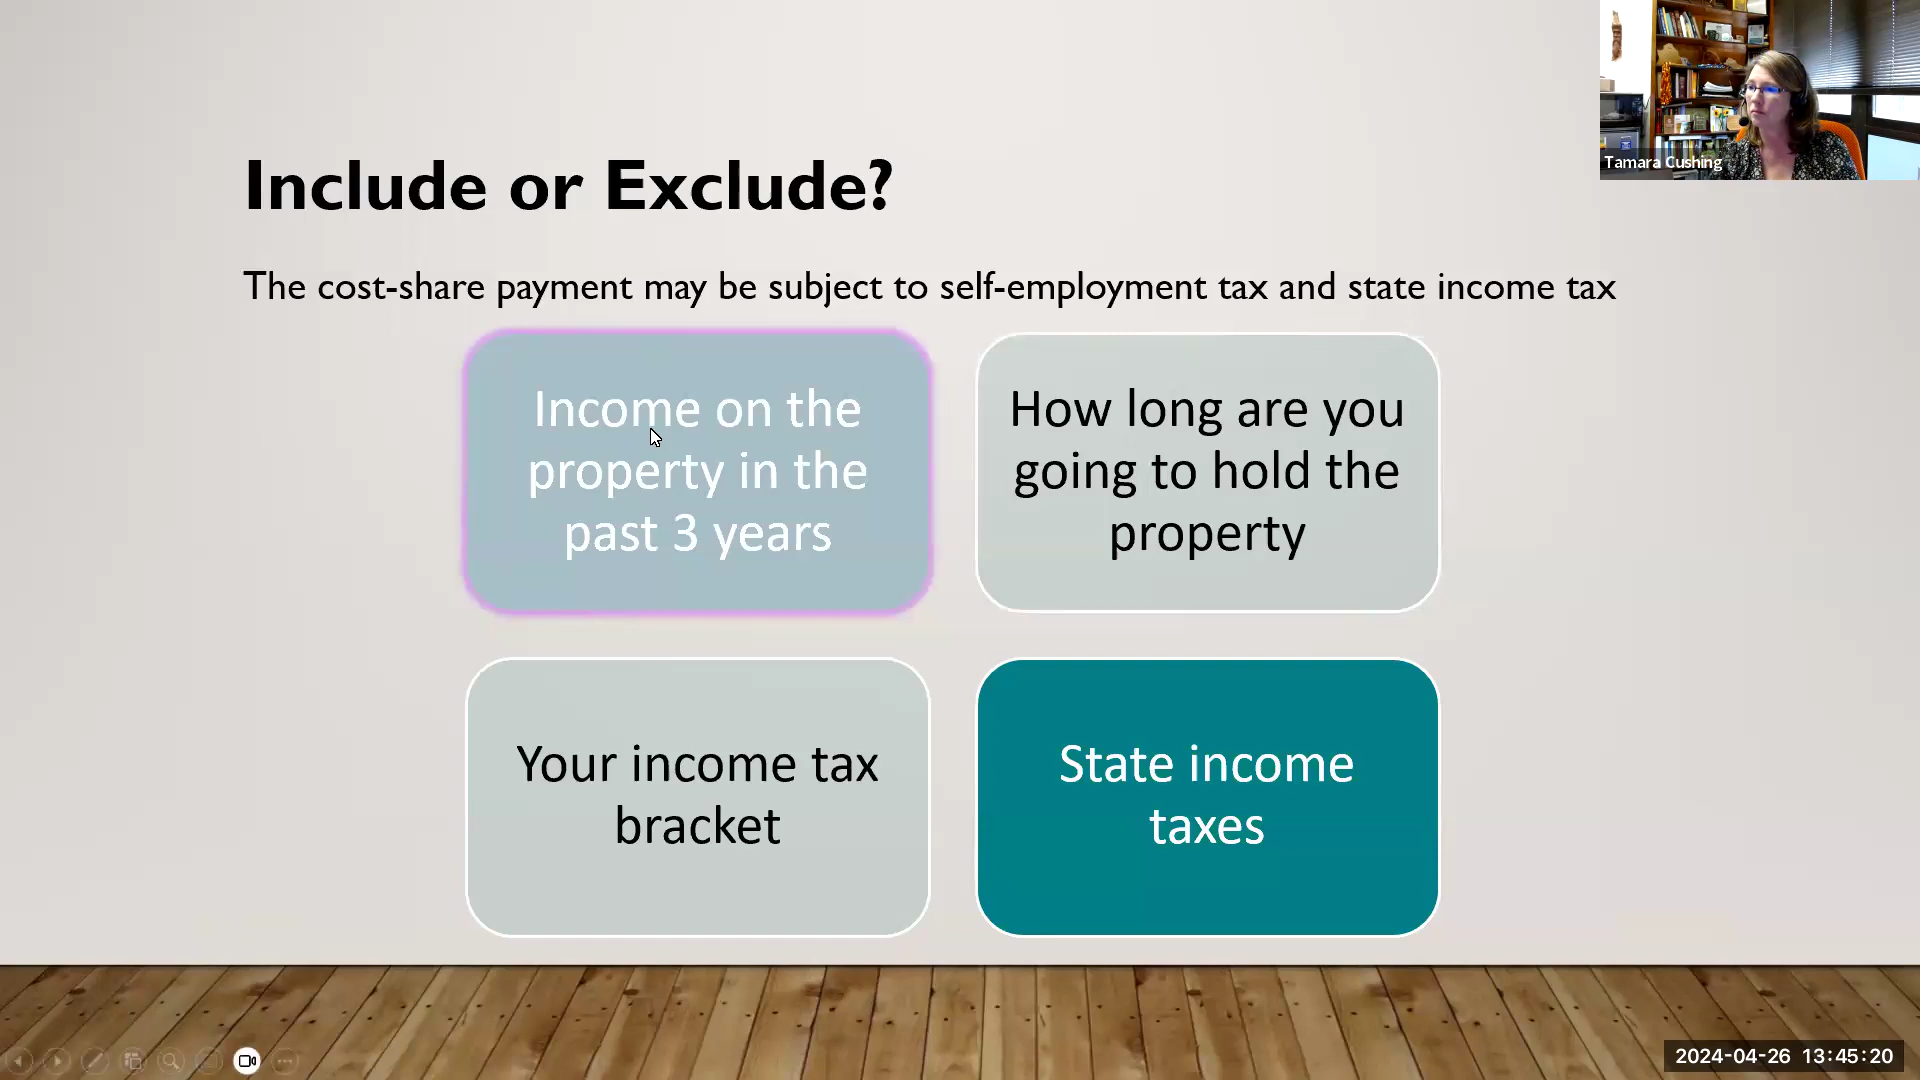 Tamara Cushing
Include or Exclude?
The cost-share payment may be subject to self-employment tax and state income tax
Income on the
property in the
past 3 years
How long are you
going to hold the
property
Your income tax
bracket
State income
taxes
2024-04-26 13:45:20